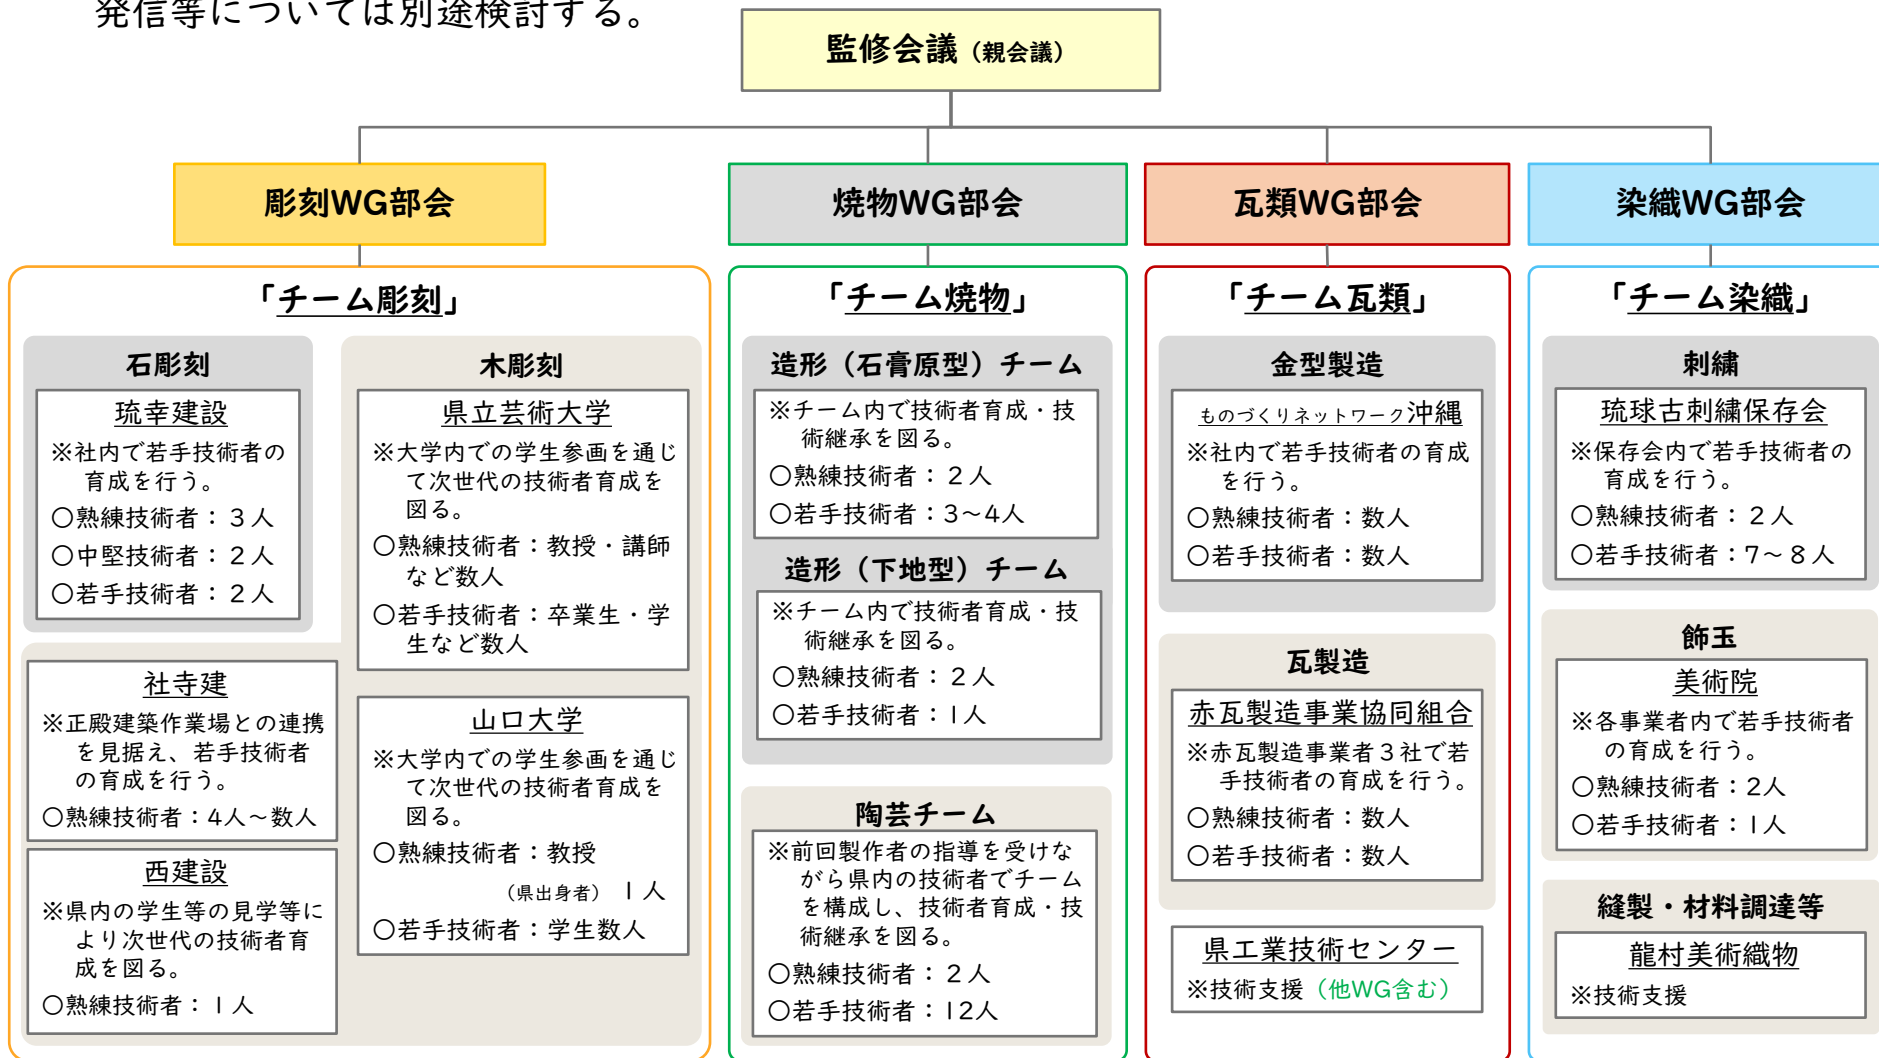 発信等については別途検討する。
監修会議（親会議）
彫刻WG部会
「チーム彫刻」
石彫刻
琉幸建設
※社内で若手技術者の
育成を行う。
〇熟練技術者：３人
〇中堅技術者：２人
〇若手技術者：２人
木彫刻
県立芸術大学
※大学内での学生参画を通じ
て次世代の技術者育成を
図る。
〇熟練技術者：教授・講師
など数人
〇若手技術者：卒業生・学
生など数人
社寺建
※正殿建築作業場との連携
を見据え、若手技術者
の育成を行う。
〇熟練技術者：4人～数人
西建設
※県内の学生等の見学等に
より次世代の技術者育
成を図る。
〇熟練技術者：１人
山口大学
※大学内での学生参画を通じ
て次世代の技術者育成を
図る。
〇熟練技術者：教授
（県出身者）１人
〇若手技術者：学生数人
焼物WG部会
「チーム焼物」
造形（石膏原型）チーム
※チーム内で技術者育成・技
術継承を図る。
〇熟練技術者：２人
〇若手技術者：3～4人
造形（下地型）チーム
※チーム内で技術者育成・技
術継承を図る。
〇熟練技術者：２人
〇若手技術者：1人
陶芸チーム
※前回製作者の指導を受けな
がら県内の技術者でチーム
を構成し、技術者育成・技
術継承を図る。
〇熟練技術者：２人
〇若手技術者：12人
瓦類WG部会
「チーム瓦類」
金型製造
ものづくりネットワーク沖縄
※社内で若手技術者の育成
を行う。
〇熟練技術者：数人
〇若手技術者：数人
瓦製造
赤瓦製造事業協同組合
※赤瓦製造事業者３社で若
手技術者の育成を行う。
〇熟練技術者：数人
〇若手技術者：数人
県工業技術センター
※技術支援（他WG含む）
染織WG部会
「チーム染織」
刺繍
琉球古刺繍保存会
※保存会内で若手技術者の
育成を行う。
〇熟練技術者：２人
〇若手技術者：7～８人
飾玉
美術院
※各事業者内で若手技術者
の育成を行う。
〇熟練技術者：2人
〇若手技術者：1人
縫製・材料調達等
龍村美術織物
※技術支援